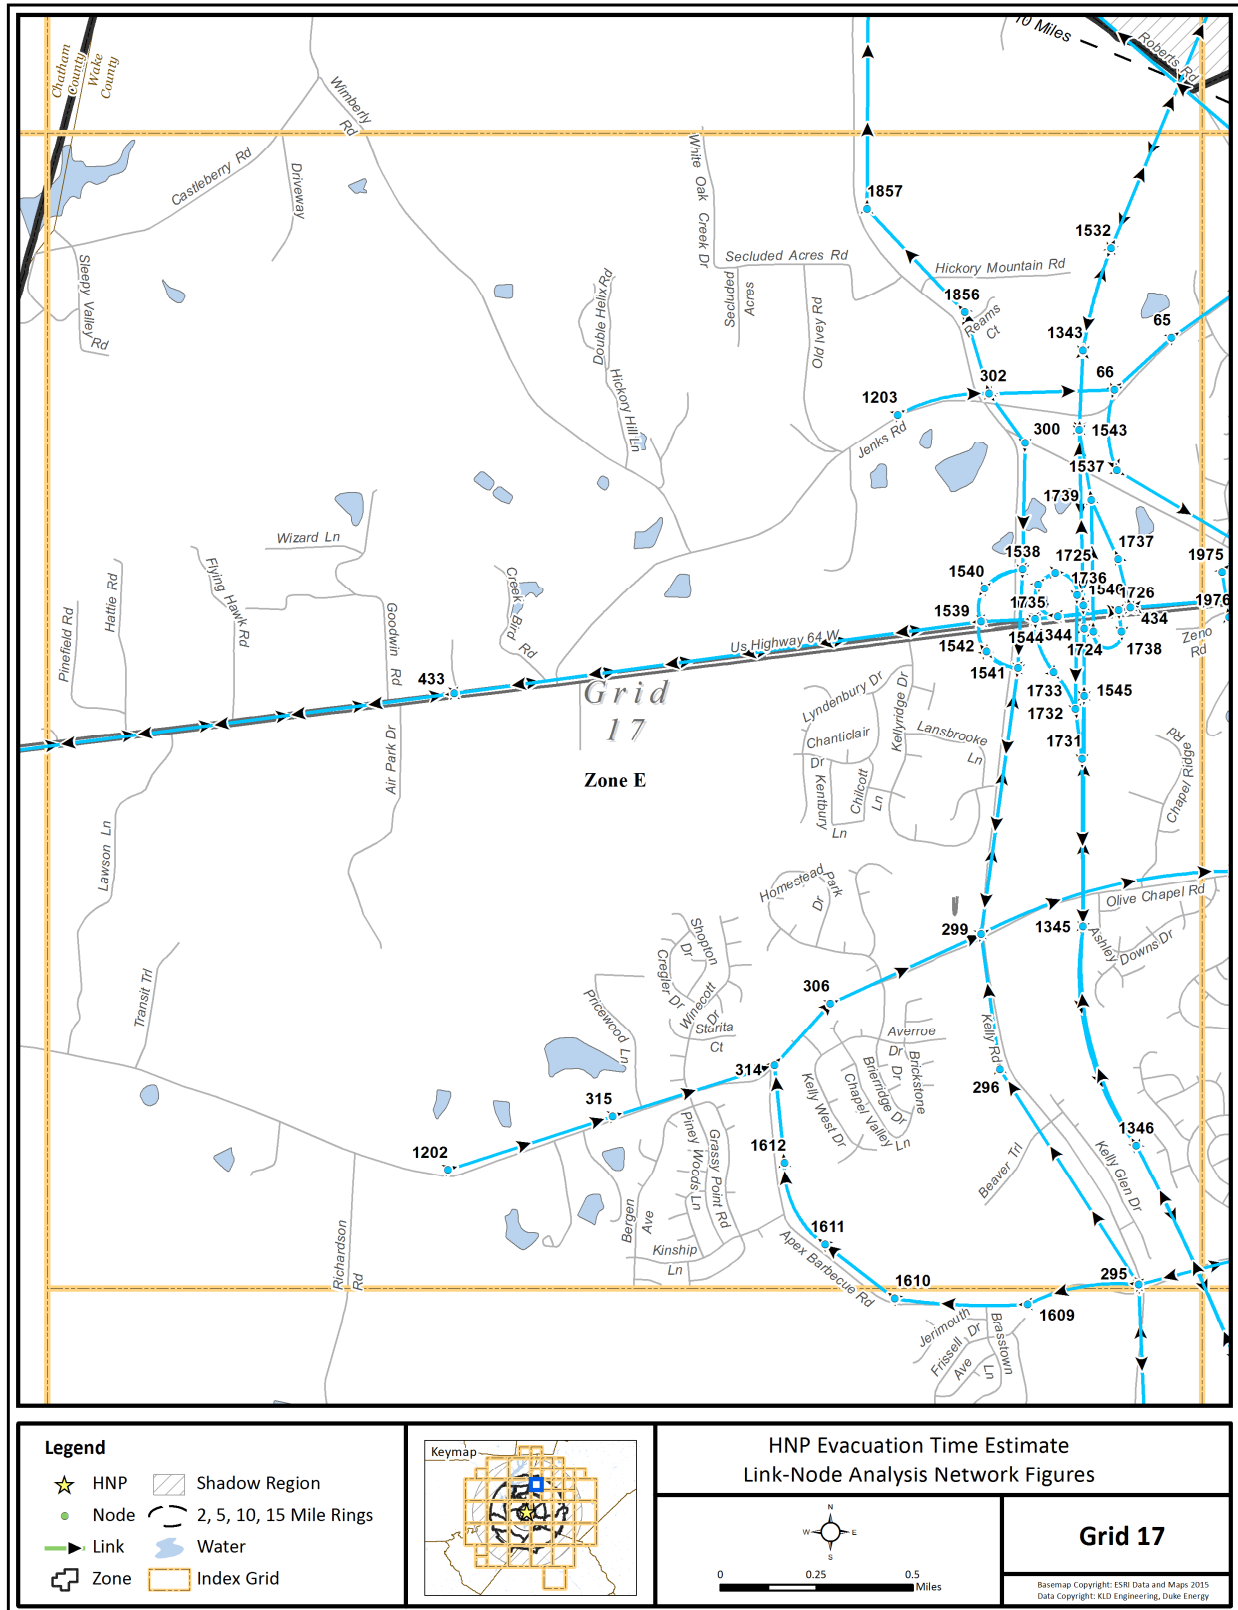 10 Miles
Roberts Rd
Chatham
County
Wake
County
Wimberly
Rd
Castleberry Rd
Driveway
White Oak Creek Dr
1857
1532
Secluded Acres Rd
Hickory Mountain Rd
Sleepy Valley
Rd
Secluded
Acres
Double Helix Rd
Old Ivey Rd
1856
Reams
Ct
1343
65
Hickory Hill Ln
302
66
1203
Jenks Rd
300
1543
1537
1739
Wizard Ln
1737
1538
1725
1975
Hattie Rd
Flying Hawk Rd
Creek
Bird
Rd
1540
1736
1546
1726
1976
Pinefield Rd
Goodwin Rd
1539
1735
434
Us Highway 64 W
1544
1344
Zeno
Rd
1542
1724
1738
1541
433
Grid
17
Zone E
1733
1545
1732
1731
Lyndenbury Dr
Kellyridge Dr
Chanticlair
Dr
Lansbrooke
Ln
Kentbury
Ln
Chilcott
Ln
Air Park Dr
Chapel Ridge Rd
Lawson Ln
Homestead
Park
Dr
Olive Chapel Rd
299
1345
Ashley
Downs Dr
Shopton
Dr
Cregler Dr
Winecott
Dr
Transit Trl
306
Pricewood
Ln
Starita
Ct
Kelly Rd
Averroe
Dr
314
Brierridge Dr
Brickstone
Dr
296
Kelly West Dr
Chapel Valley Ln
315
1202
Piney Woods Ln
Grassy Point Rd
1612
1346
Beaver Trl
Kelly Glen Dr
Richardson
Rd
Bergen
Ave
1611
Kinship
Ln
Apex Barbecue Rd
1610
295
1609
Jerimouth
Dr
Frissell
Ave
Brasstown
Ln
Legend
HNP
Shadow Region
Node
2, 5, 10, 15 Mile Rings
Link
Water
Zone
Index Grid
Keymap
HNP Evacuation Time Estimate
Link-Node Analysis Network Figures
N
W
E
S
0
0.25
0.5
Miles
Grid 17
Basemap Copyright: ESRI Data and Maps 2015
Data Copyright: KLD Engineering, Duke Energy